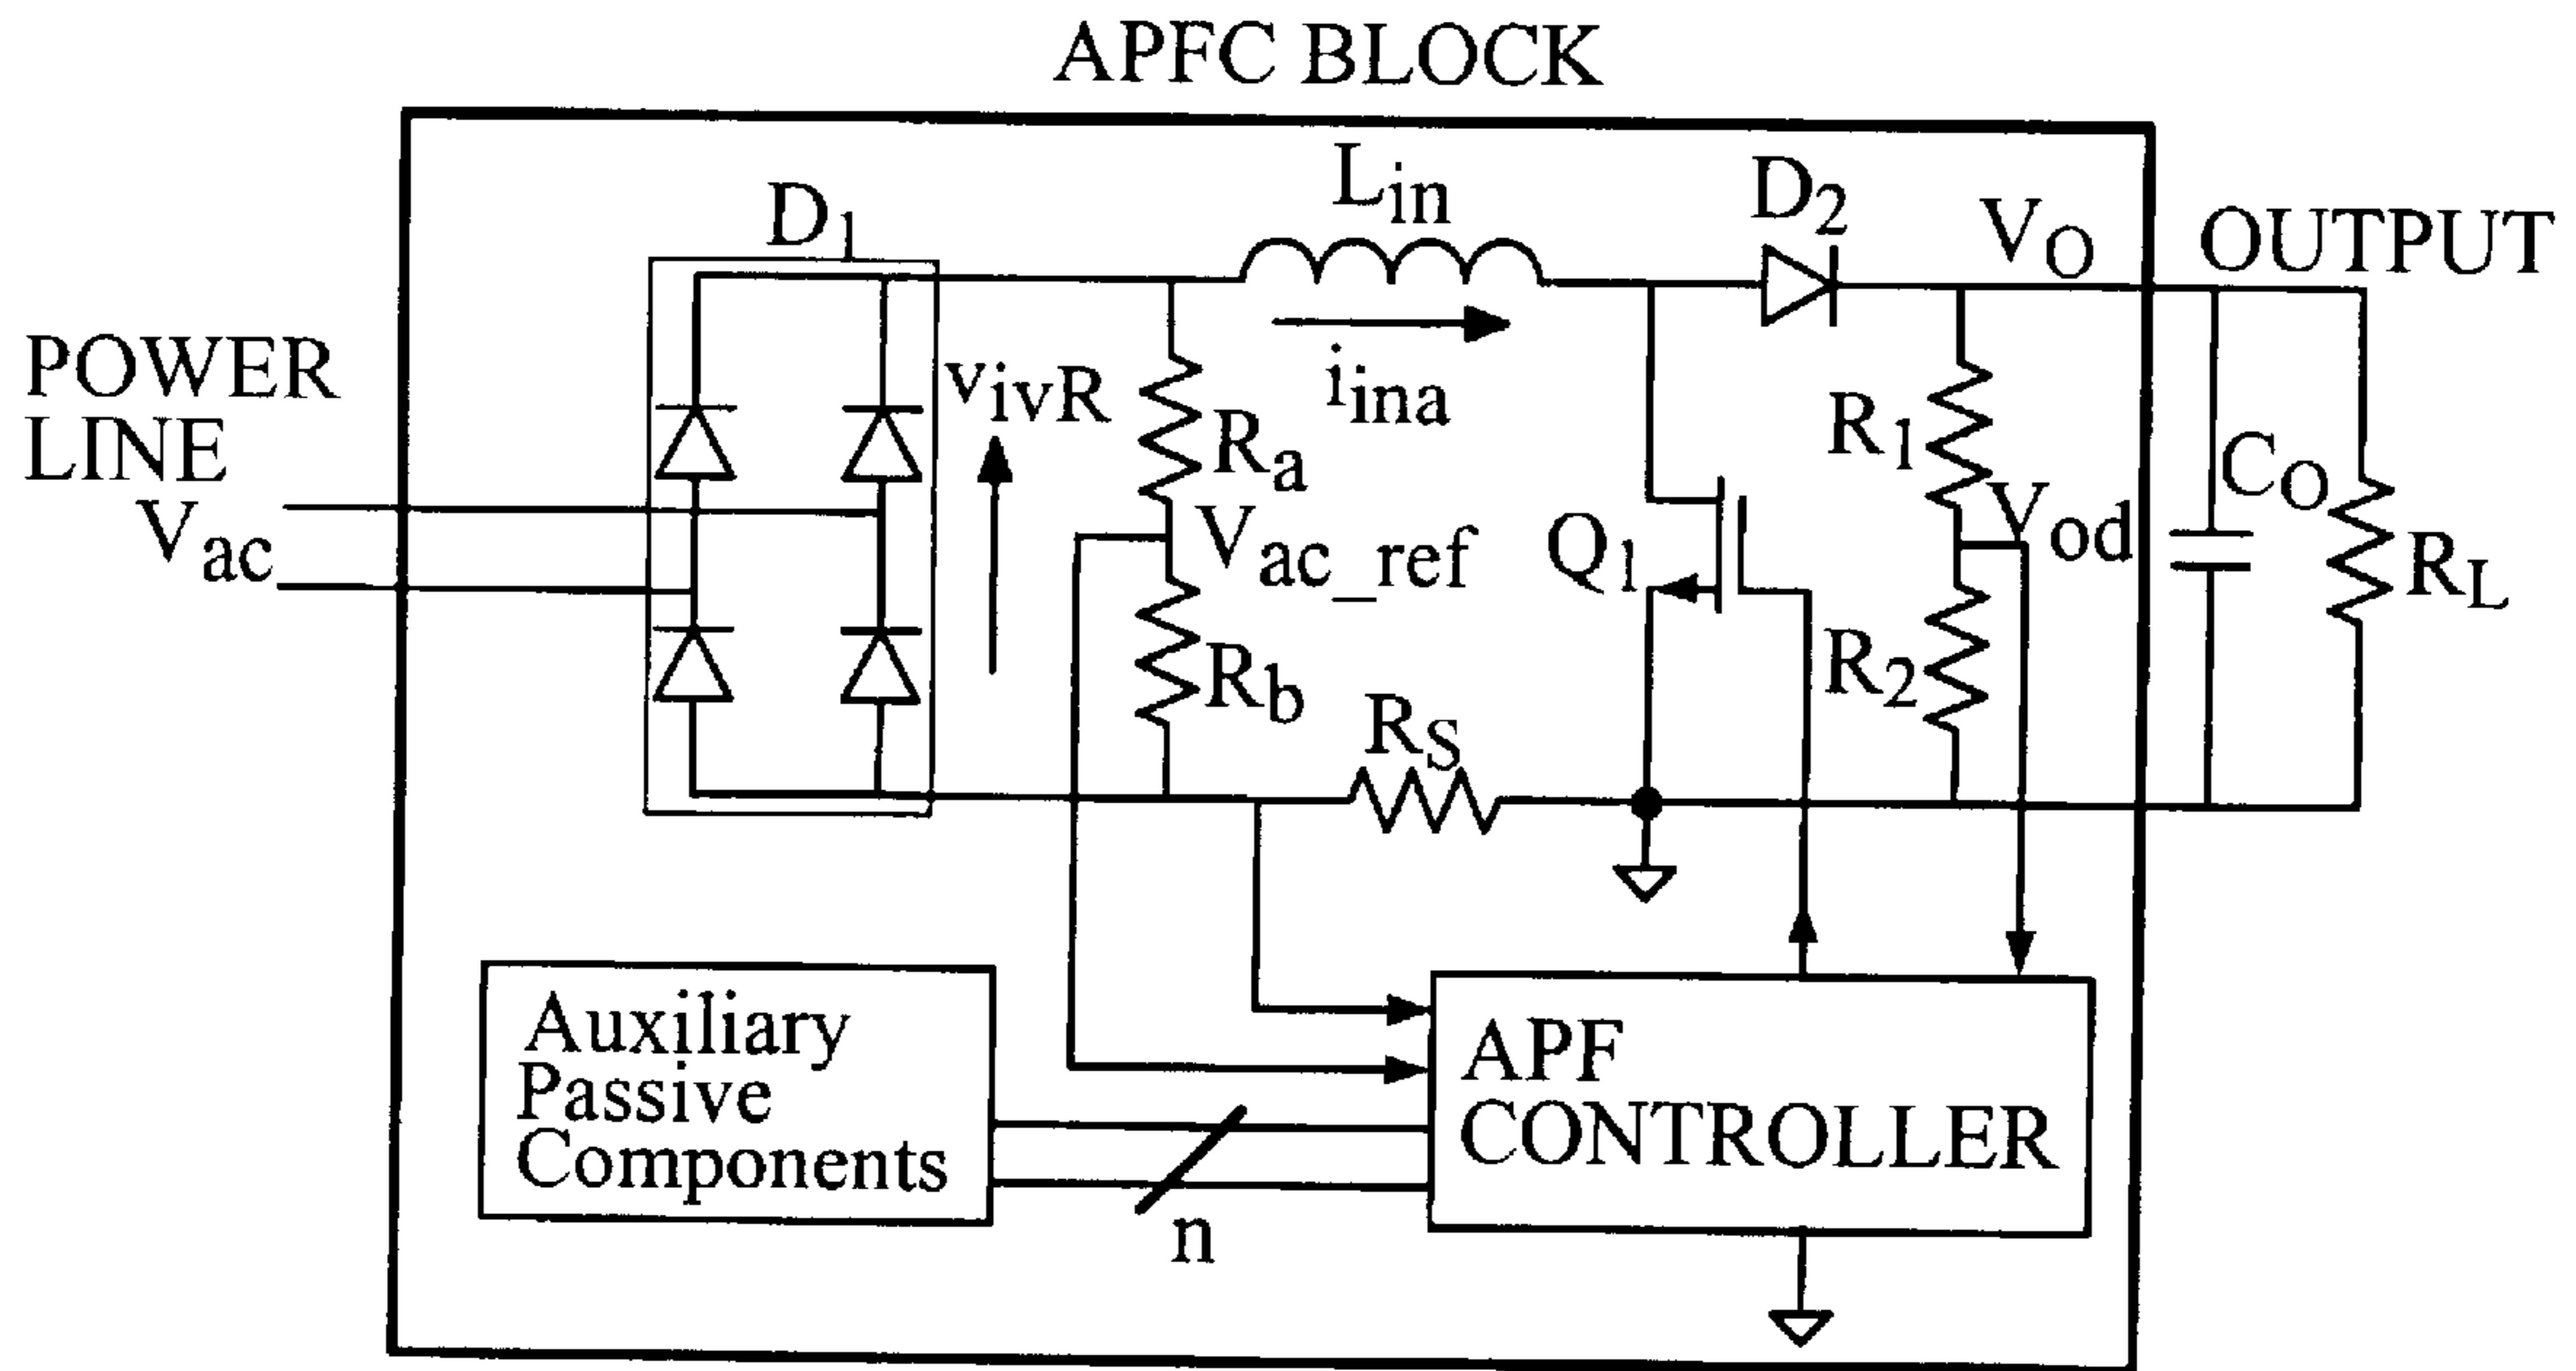 APFC BLOCK
D1
Lin
D2
VO
OUTPUT
POWER
LINE
Vac
vivR
Ra
iina
R1
Vod
CO
RL
Vac_ref
Q1
Rb
R2
RS
Auxiliary
Passive
Components
n
APF
CONTROLLER